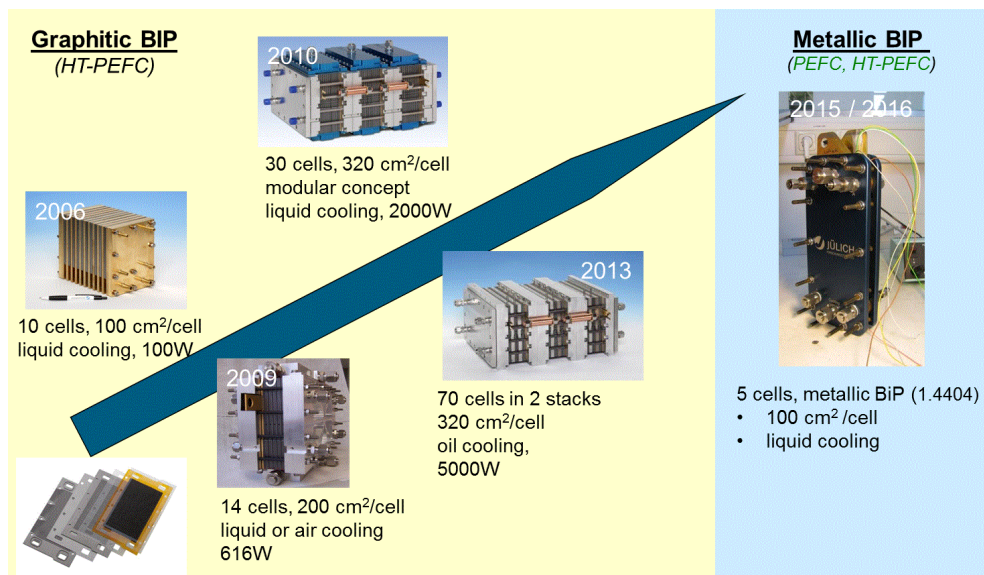 Graphitic BIP
(HT-PEFC)
2010
30 cells, 320 cm²/cell
modular concept
liquid cooling, 2000W
2006
10 cells, 100 cm²/cell
liquid cooling, 100W
2009
14 cells, 200 cm²/cell
liquid or air cooling
616W
2013
70 cells in 2 stacks
320 cm²/cell
oil cooling,
5000W
Metallic BIP
(PEFC, HT-PEFC)
2015 / 2016
JÜLICH
5 cells, metallic BiP (1.4404)
• 100 cm² /cell
• liquid cooling